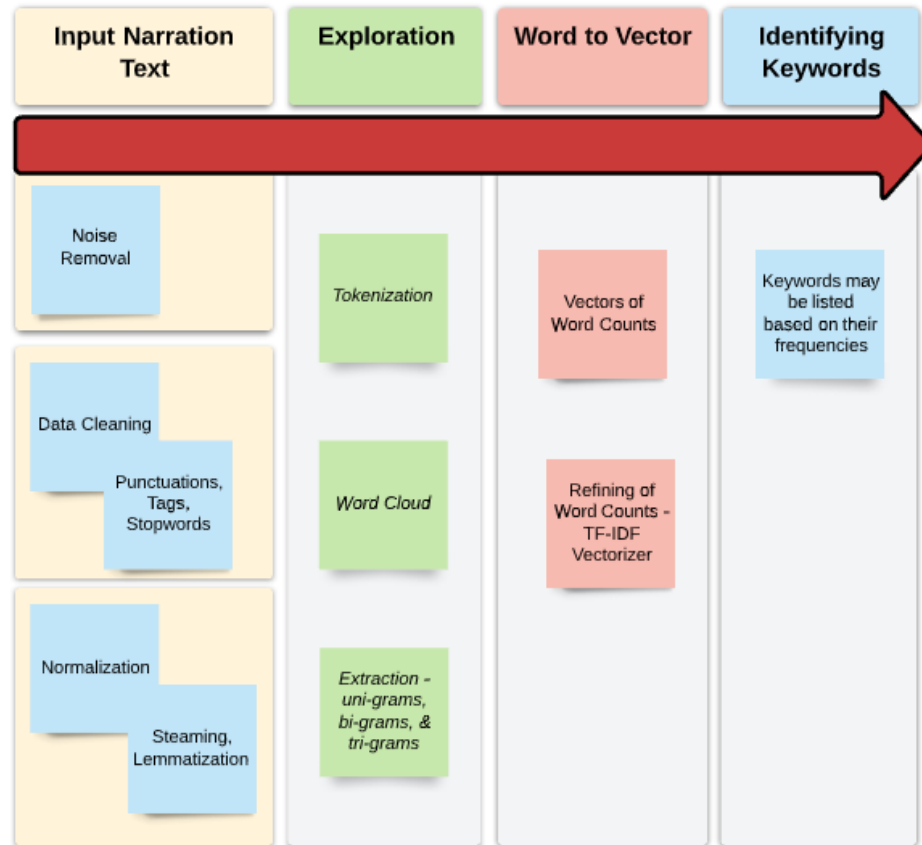 Input Narration
Text
Exploration
Word to Vector
Identifying
Keywords
Noise
Removal
Data Cleaning
Punctuations,
Tags,
Stopwords
Normalization
Steaming,
Lemmatization
Tokenization
Word Cloud
Extraction -
uni-grams,
bi-grams, &
tri-grams
Vectors of
Word Counts
Refining of
Word Counts -
TF-IDF
Vectorizer
Keywords may
be listed
based on their
frequencies